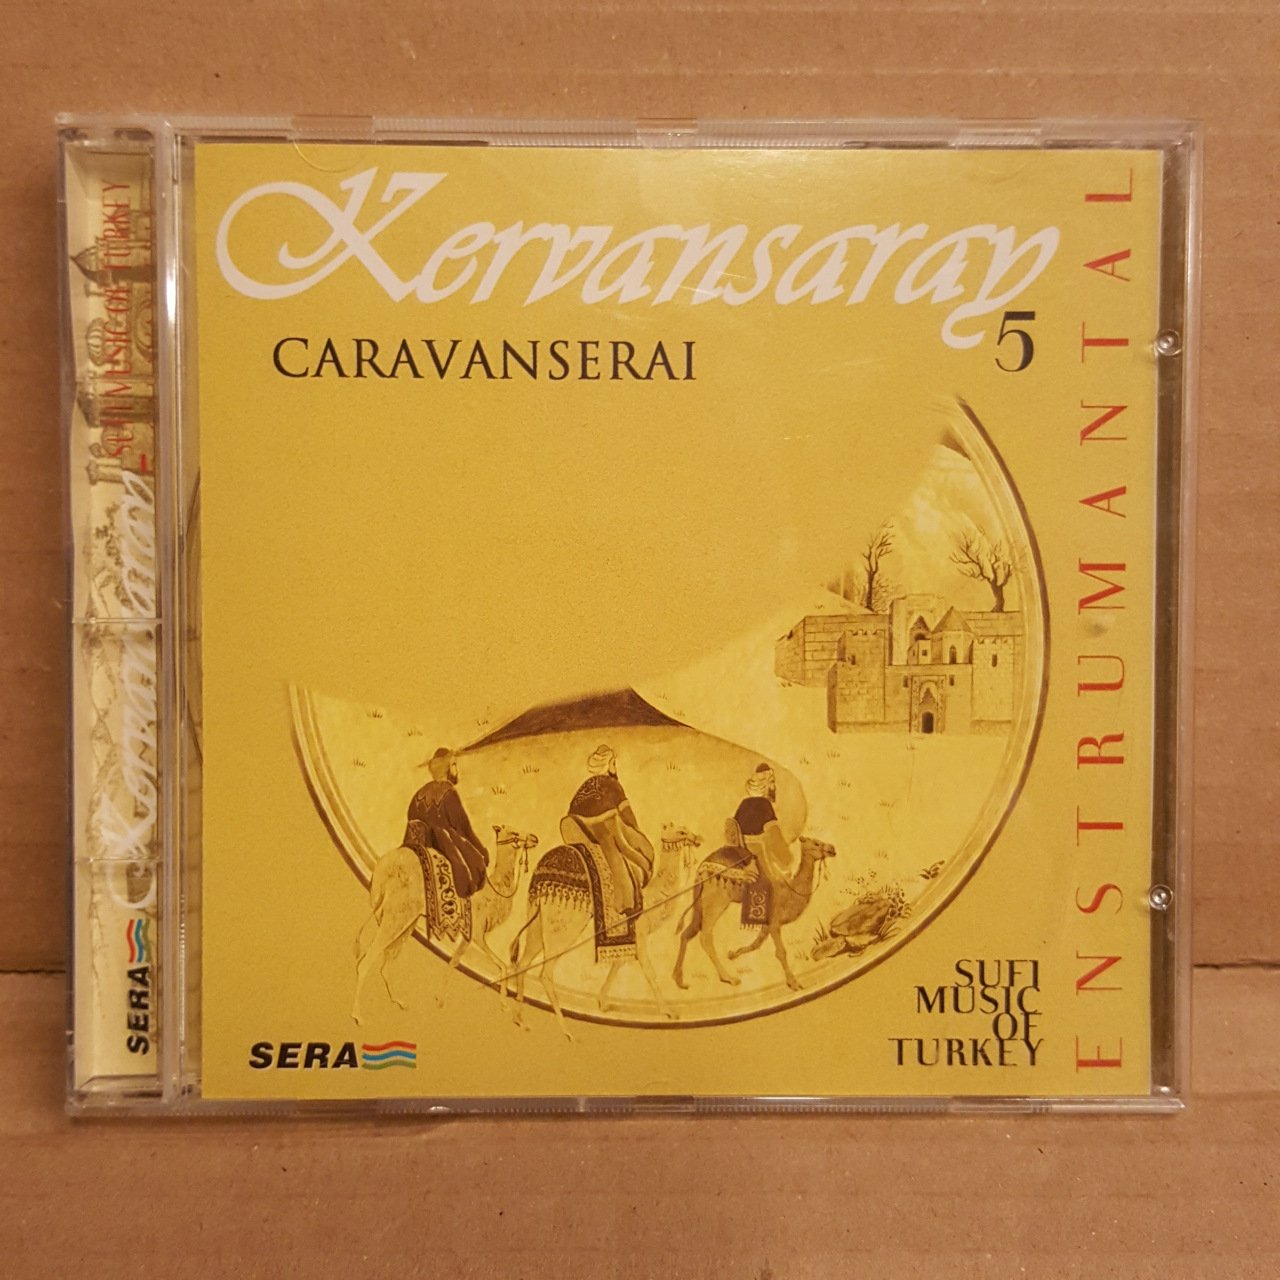 Kervansaray
CARAVANSERAI
5
ENSTRUMANTAL
SUFI
MUSIC
OF
TURKEY
SERA
SERA
Kervansaray
SUFI MUSIC OF TURKEY